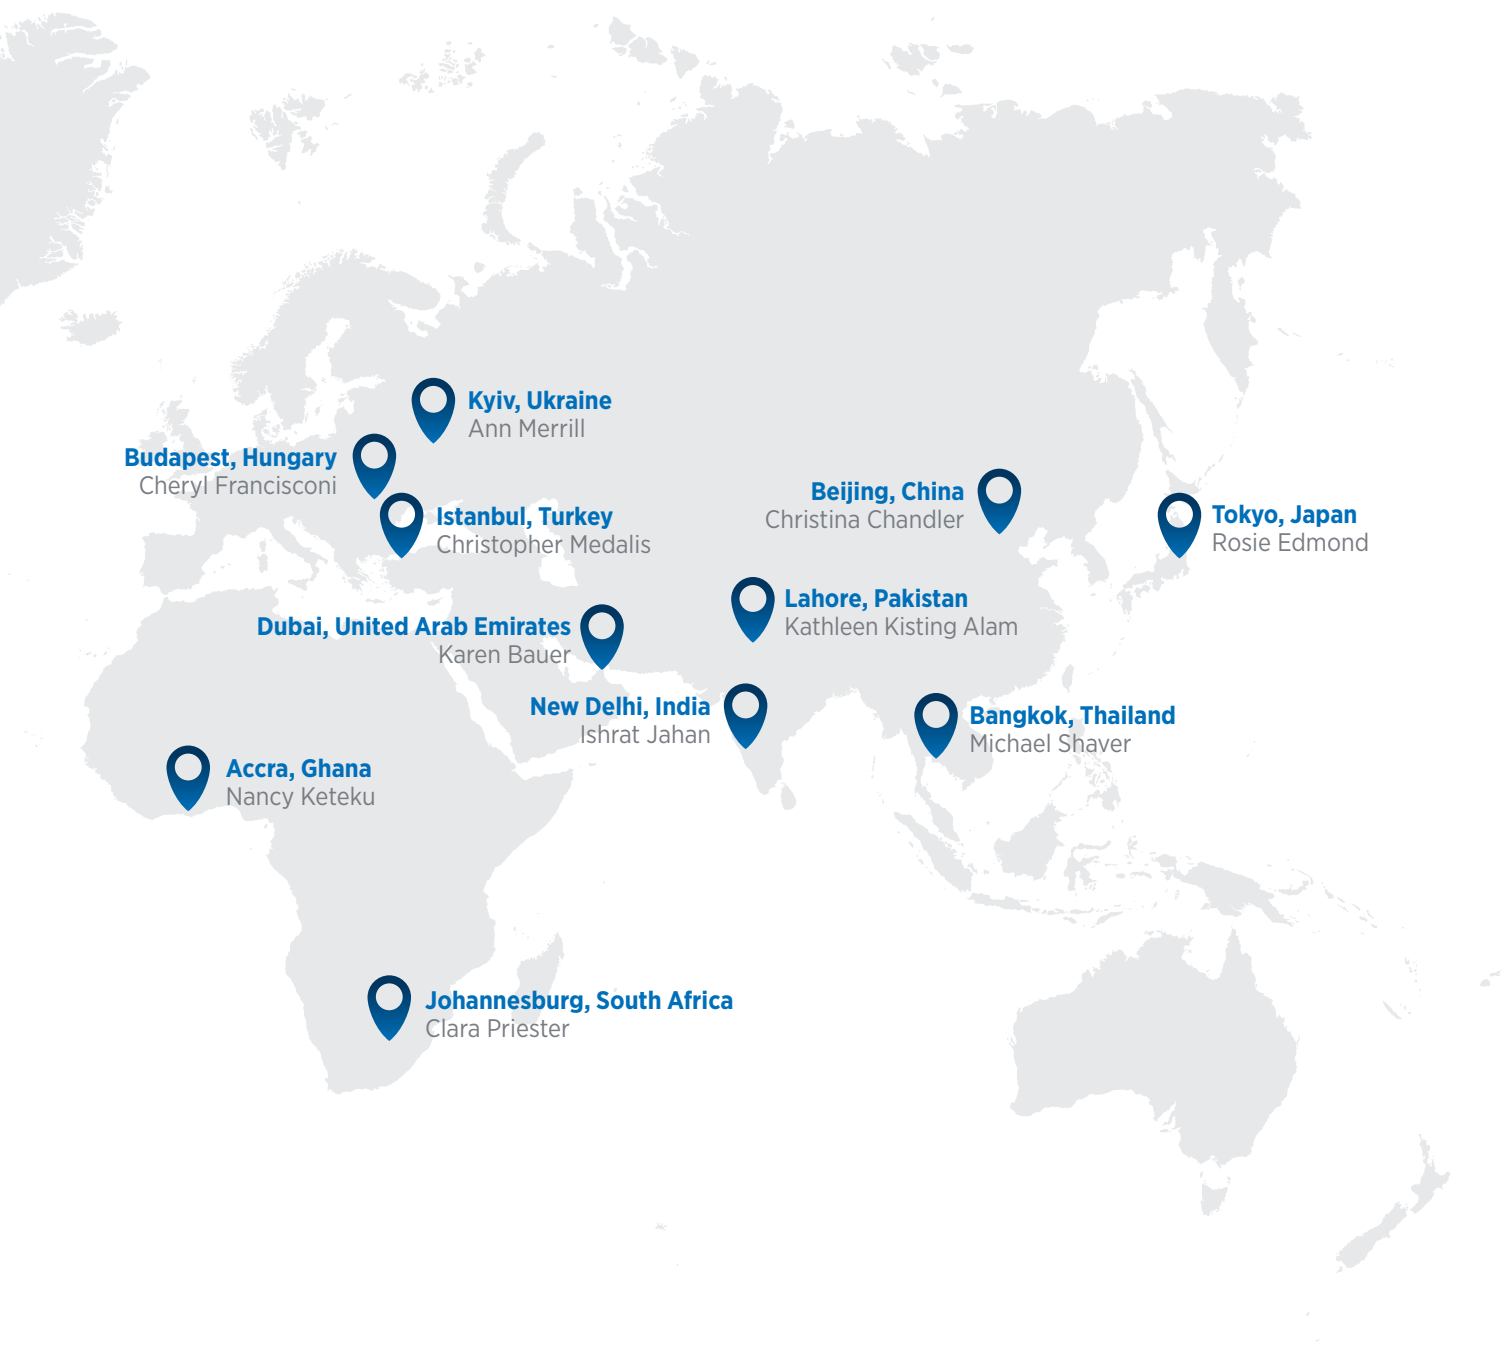 Kyiv, Ukraine
Ann Merrill
Budapest, Hungary
Cheryl Francisconi
Istanbul, Turkey
Christopher Medalis
Beijing, China
Christina Chandler
Tokyo, Japan
Rosie Edmond
Lahore, Pakistan
Kathleen Kisting Alam
Dubai, United Arab Emirates
Karen Bauer
New Delhi, India
Ishrat Jahan
Bangkok, Thailand
Michael Shaver
Accra, Ghana
Nancy Keteku
Johannesburg, South Africa
Clara Priester